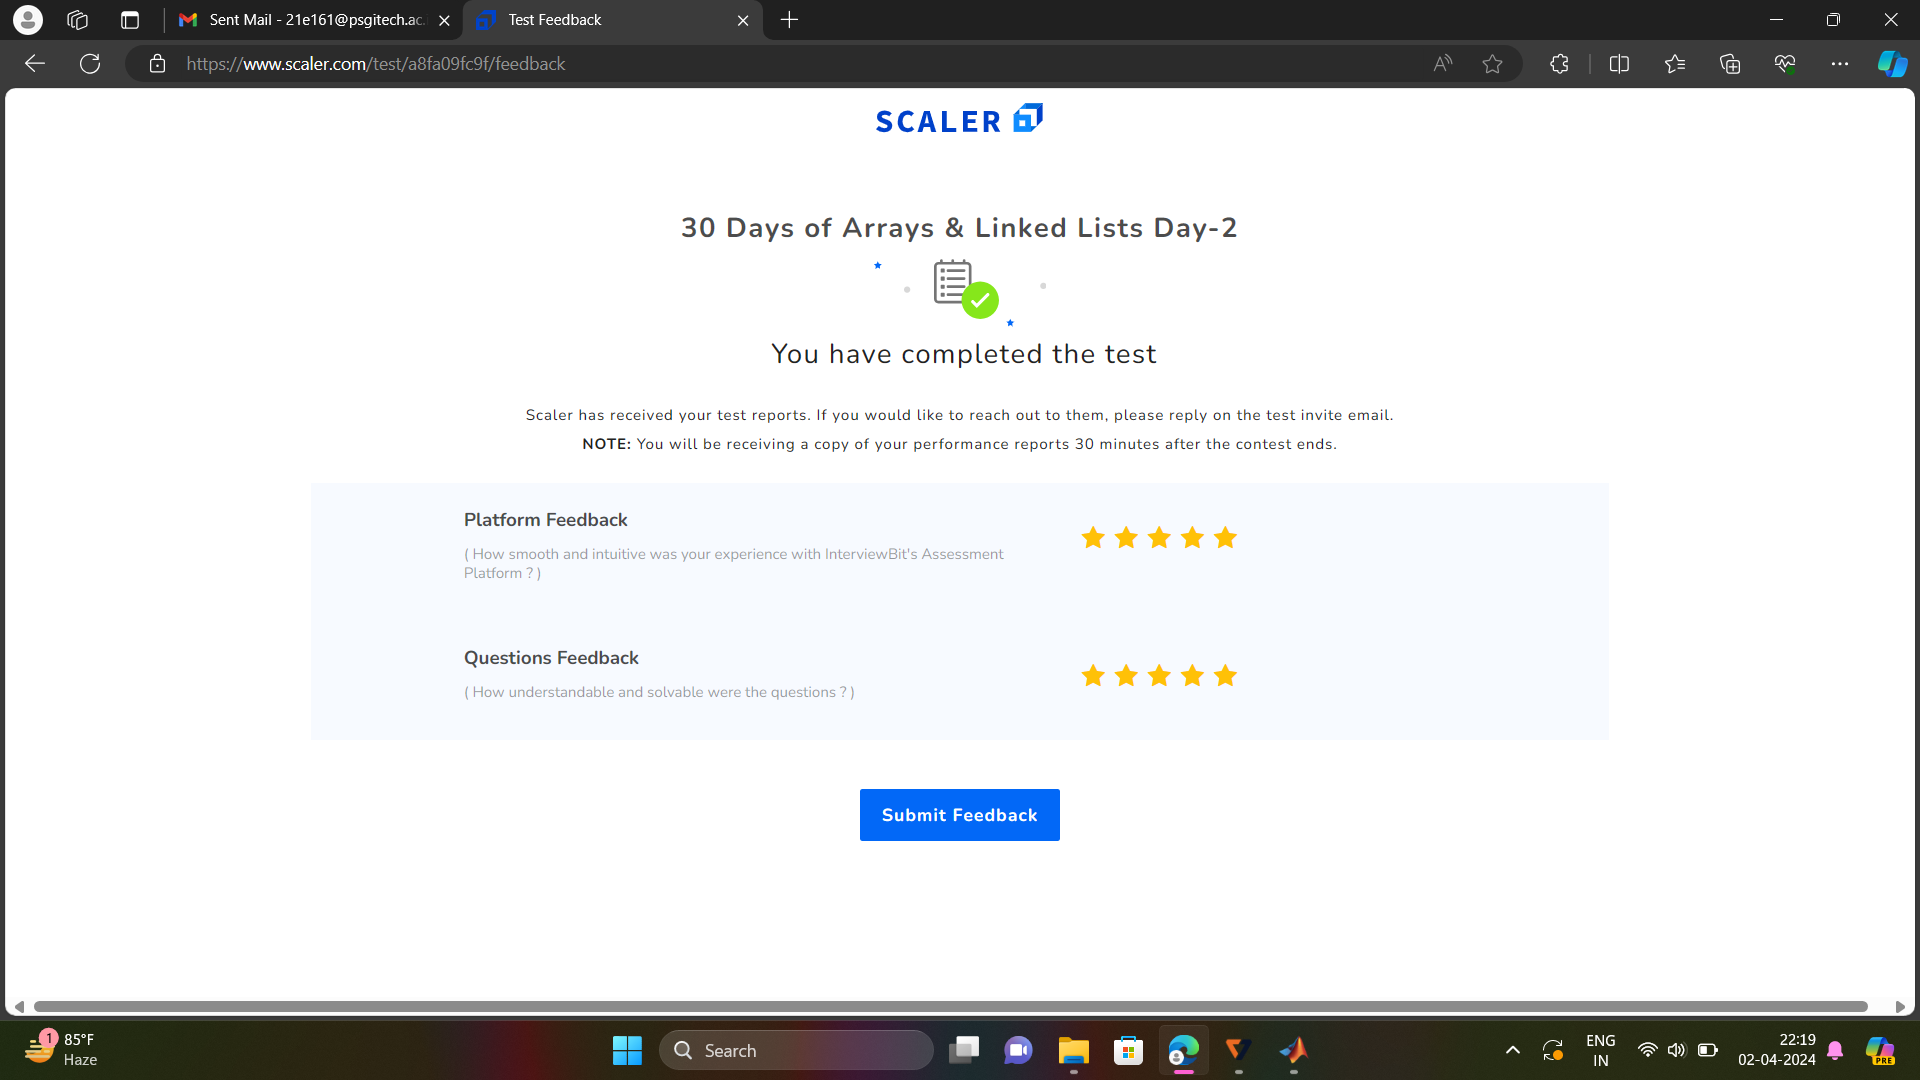 Sent Mail - 21e161@psgitech.ac.
Test Feedback
https://www.scaler.com/test/a8fa09fc9f/feedback
SCALER
30 Days of Arrays & Linked Lists Day-2
You have completed the test
Scaler has received your test reports. If you would like to reach out to them, please reply on the test invite email.
NOTE: You will be receiving a copy of your performance reports 30 minutes after the contest ends.
Platform Feedback
( How smooth and intuitive was your experience with InterviewBit's Assessment
Platform ? )
Questions Feedback
( How understandable and solvable were the questions ? )
Submit Feedback
1
85°F
Haze
Search
ENG
IN
22:19
02-04-2024
PRE